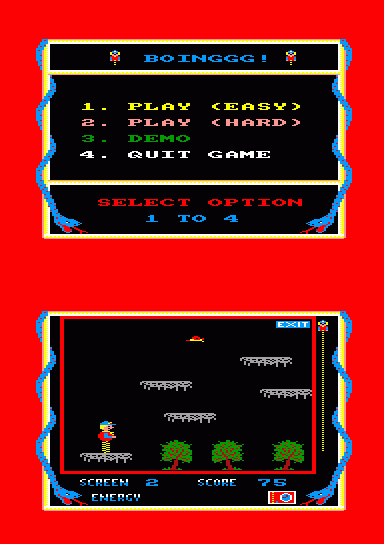 BOINGGG!
1. PLAY (EASY)
2. PLAY (HARD)
3. DEMO
4. QUIT GAME
SELECT OPTION
1 TO 4
EXIT
SCREEN 2 SCORE 75
ENERGY